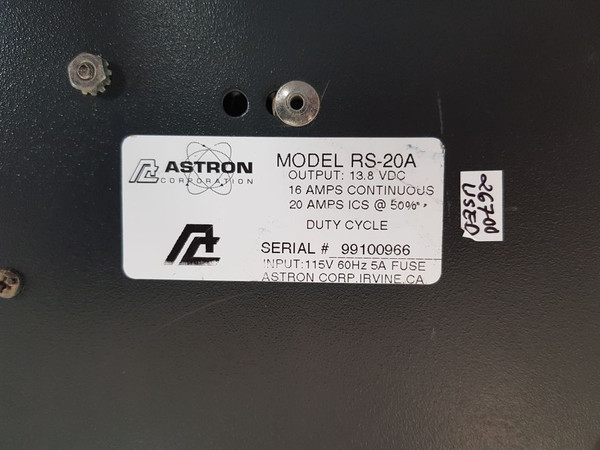 ASTRON
CORPORATION
MODEL RS-20A
OUTPUT: 13.8 VDC
16 AMPS CONTINUOUS
20 AMPS ICS @ 50%
DUTY CYCLE
SERIAL # 99100966
INPUT:115V 60Hz 5A FUSE
ASTRON CORP.IRVINE,CA
026700
USED